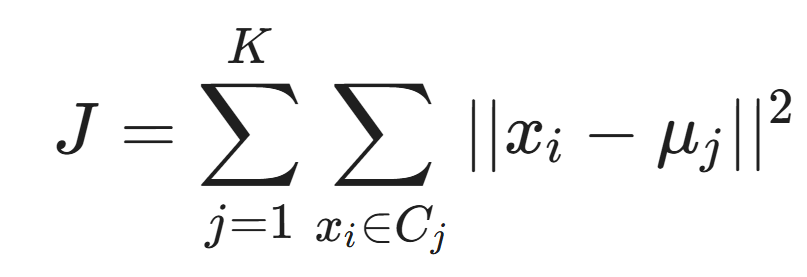 J = \sum_{j=1}^{K} \sum_{x_i \in C_j} ||x_i - \mu_j||^2